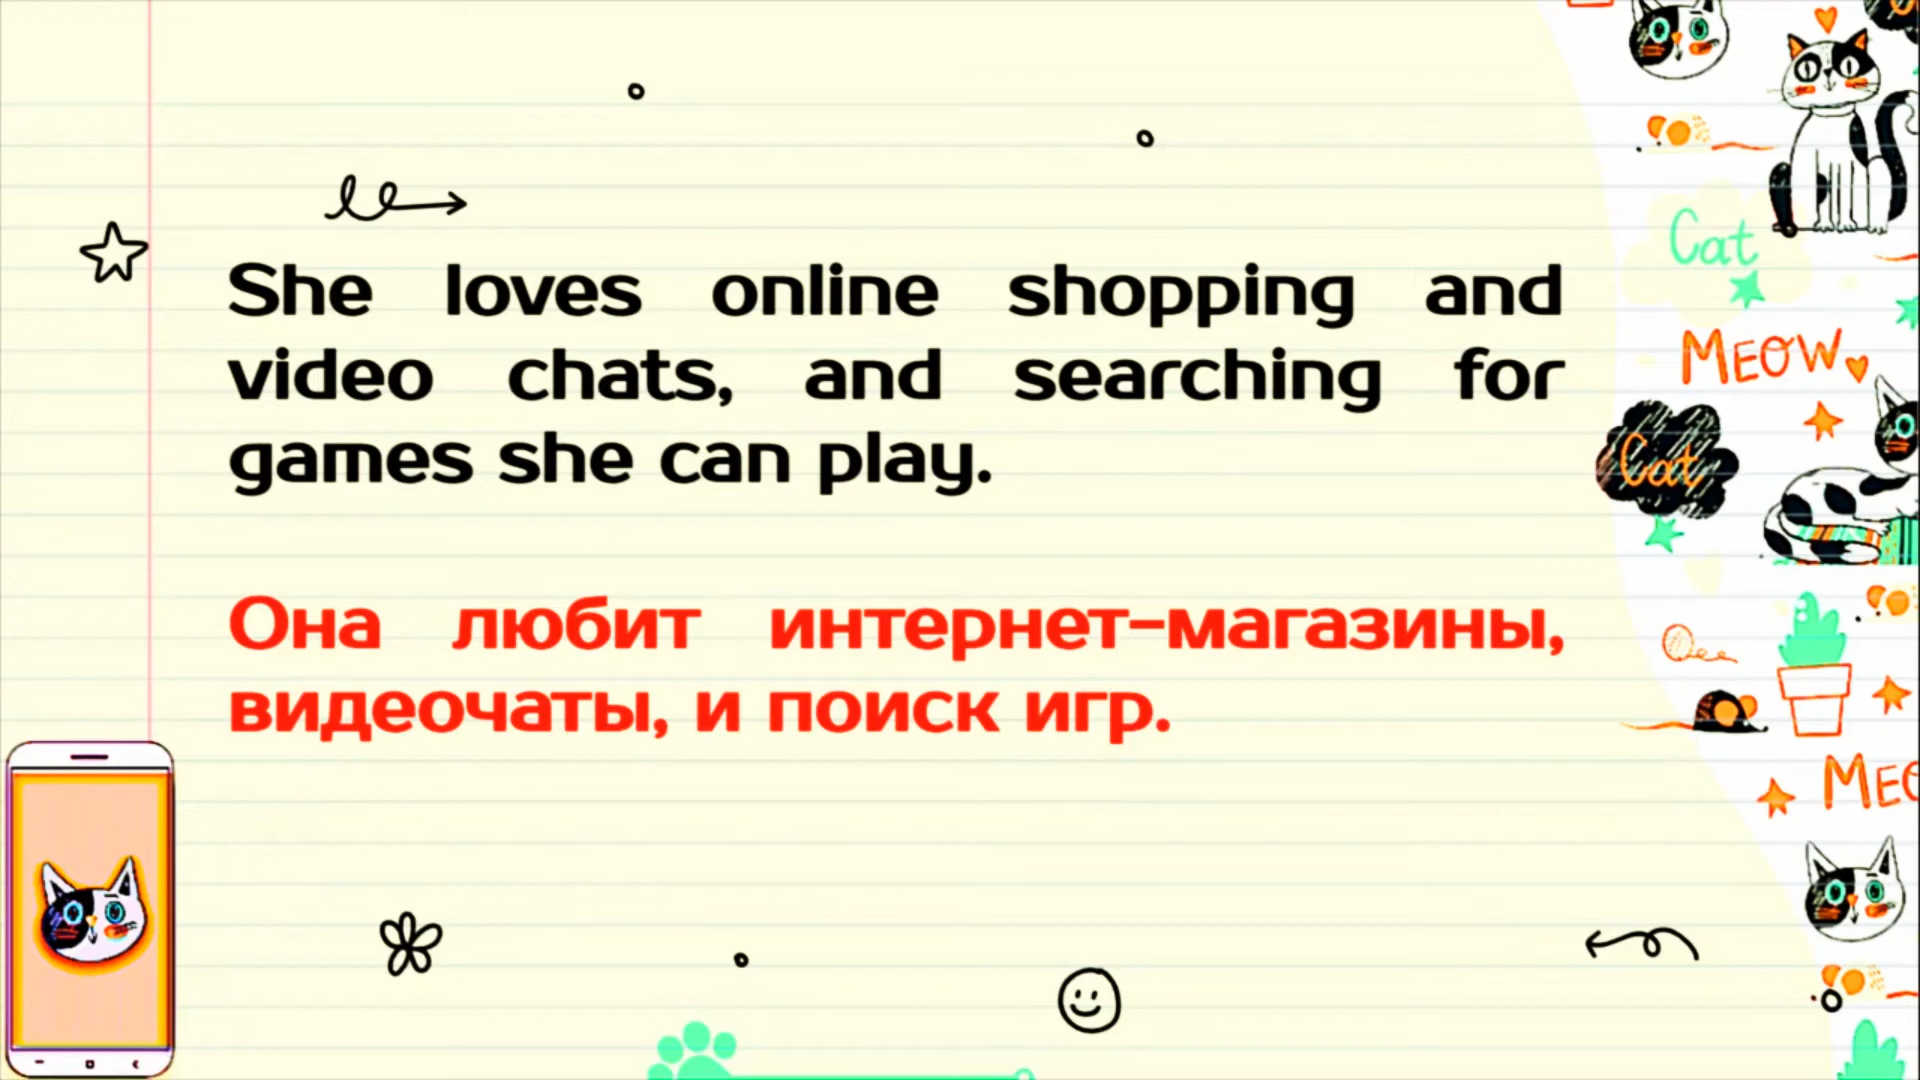 She loves online shopping and
video chats, and searching for
games she can play.
Она любит интернет-магазины,
видеочаты, и поиск игр.
Cat
MEOW
Cat
MEO